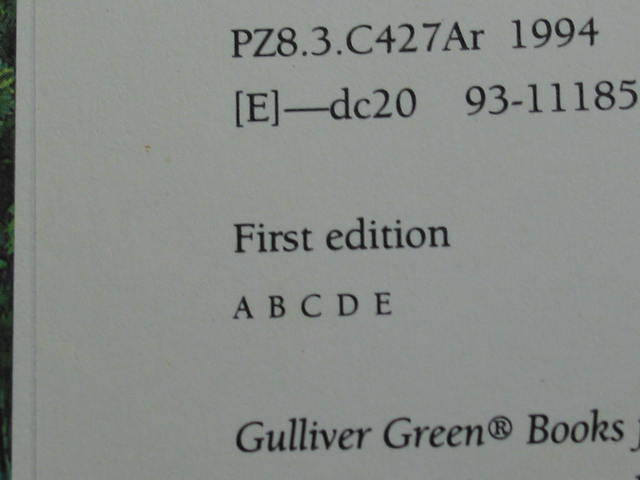 PZ8.3.C427Ar 1994
[E]—dc20 93-11185
First edition
A B C D E
Gulliver Green® Books